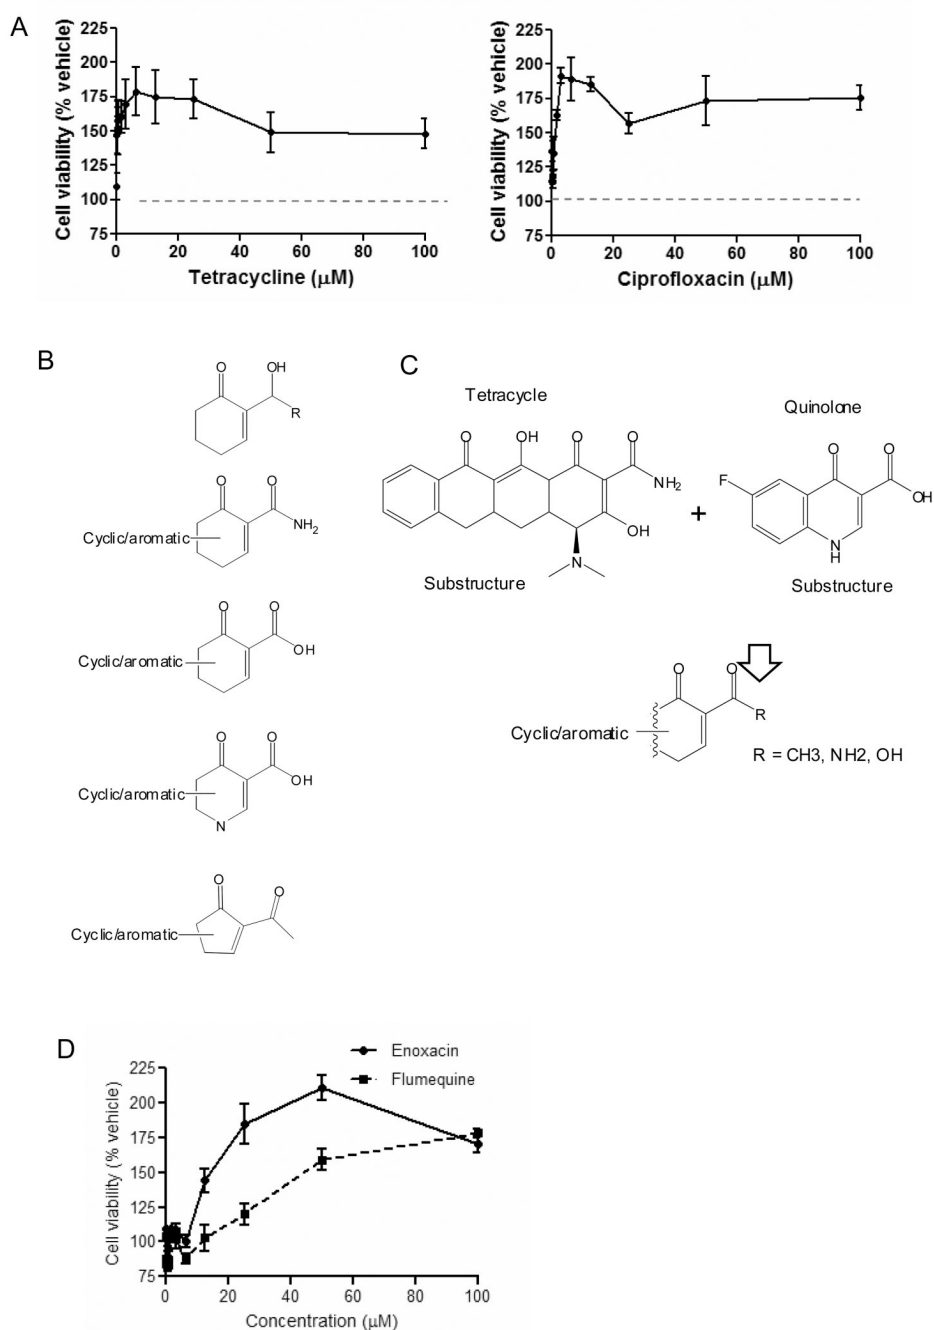 A
Cell viability (% vehicle)
225
200
175
150
125
100
75
0
20
40
60
80
100
Tetracycline (μM)
Cell viability (% vehicle)
225
200
175
150
125
100
75
0
20
40
60
80
100
Ciprofloxacin (μM)
B
O
OH
R
O
O
NH2
Cyclic/aromatic
O
O
OH
Cyclic/aromatic
O
O
OH
Cyclic/aromatic
N
O
O
Cyclic/aromatic
C
Tetracycle
O
OH
O
O
NH2
OH
N
Substructure
+
Quinolone
O
O
F
OH
N
H
Substructure
O
O
R
Cyclic/aromatic
R = CH3, NH2, OH
D
Enoxacin
Flumequine
Cell viability (% vehicle)
225
200
175
150
125
100
75
0
20
40
60
80
100
Concentration (μM)